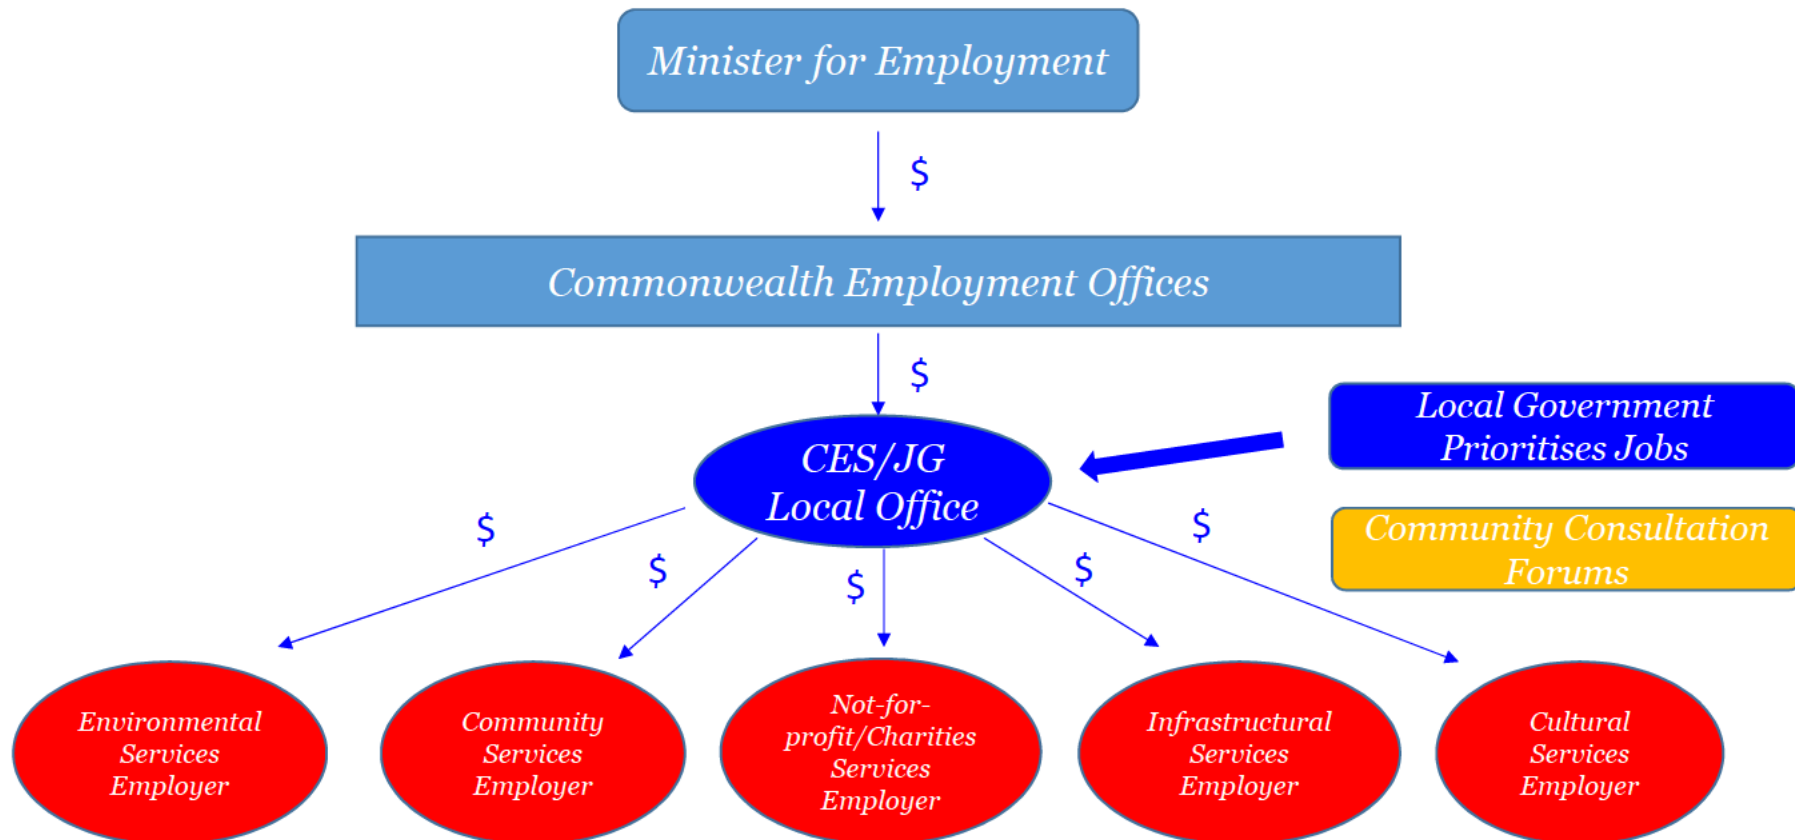 Minister for Employment
$
Commonwealth Employment Offices
$
Local Government
Prioritises Jobs
CES/JG
Local Office
Community Consultation
Forums
$
$
$
$
$
Environmental
Services
Employer
Community
Services
Employer
Not-for-
profit/Charities
Services
Employer
Infrastructural
Services
Employer
Cultural
Services
Employer